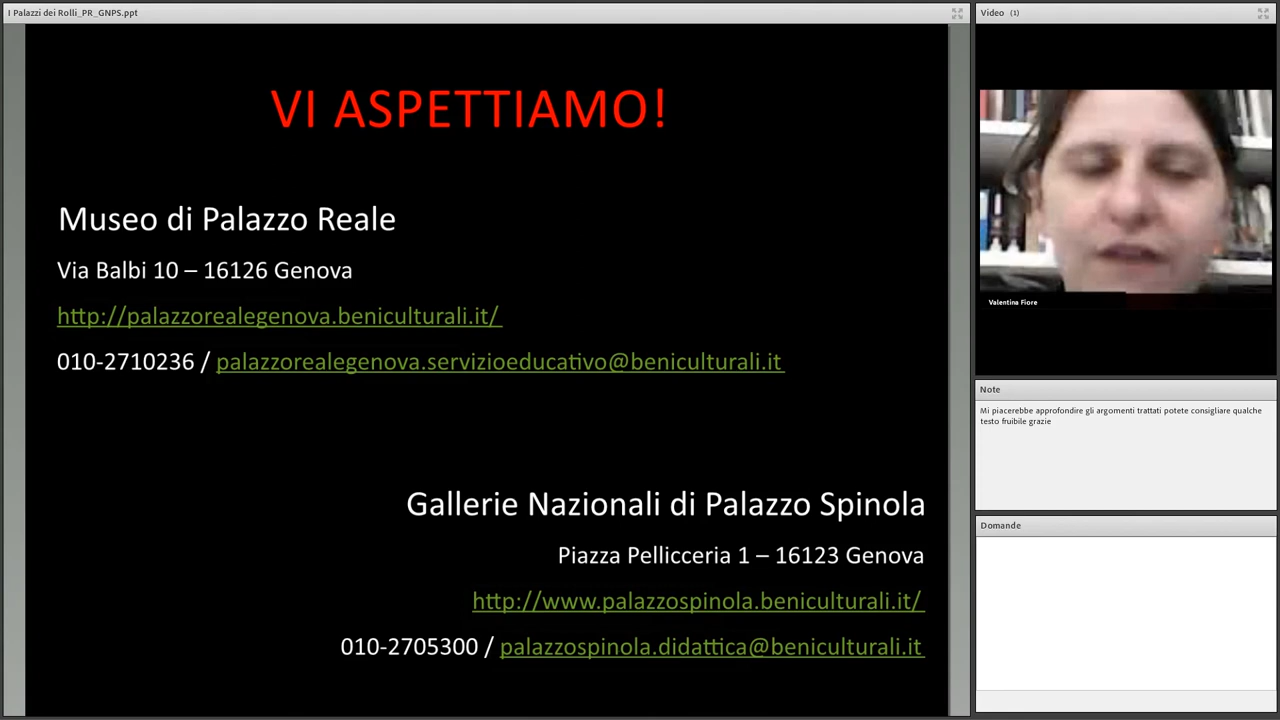 I Palazzi dei Rolli_PR_GNPS.ppt
VI ASPETTIAMO!
Museo di Palazzo Reale
Via Balbi 10 – 16126 Genova
http://palazzorealegenova.beniculturali.it/
010-2710236 / palazzorealegenova.servizioeducativo@beniculturali.it
Gallerie Nazionali di Palazzo Spinola
Piazza Pellicceria 1 – 16123 Genova
http://www.palazzospinola.beniculturali.it/
010-2705300 / palazzospinola.didattica@beniculturali.it
Video (1)
Valentina Fiore
Note
Mi piacerebbe approfondire gli argomenti trattati potete consigliare qualche
testo fruibile grazie
Domande